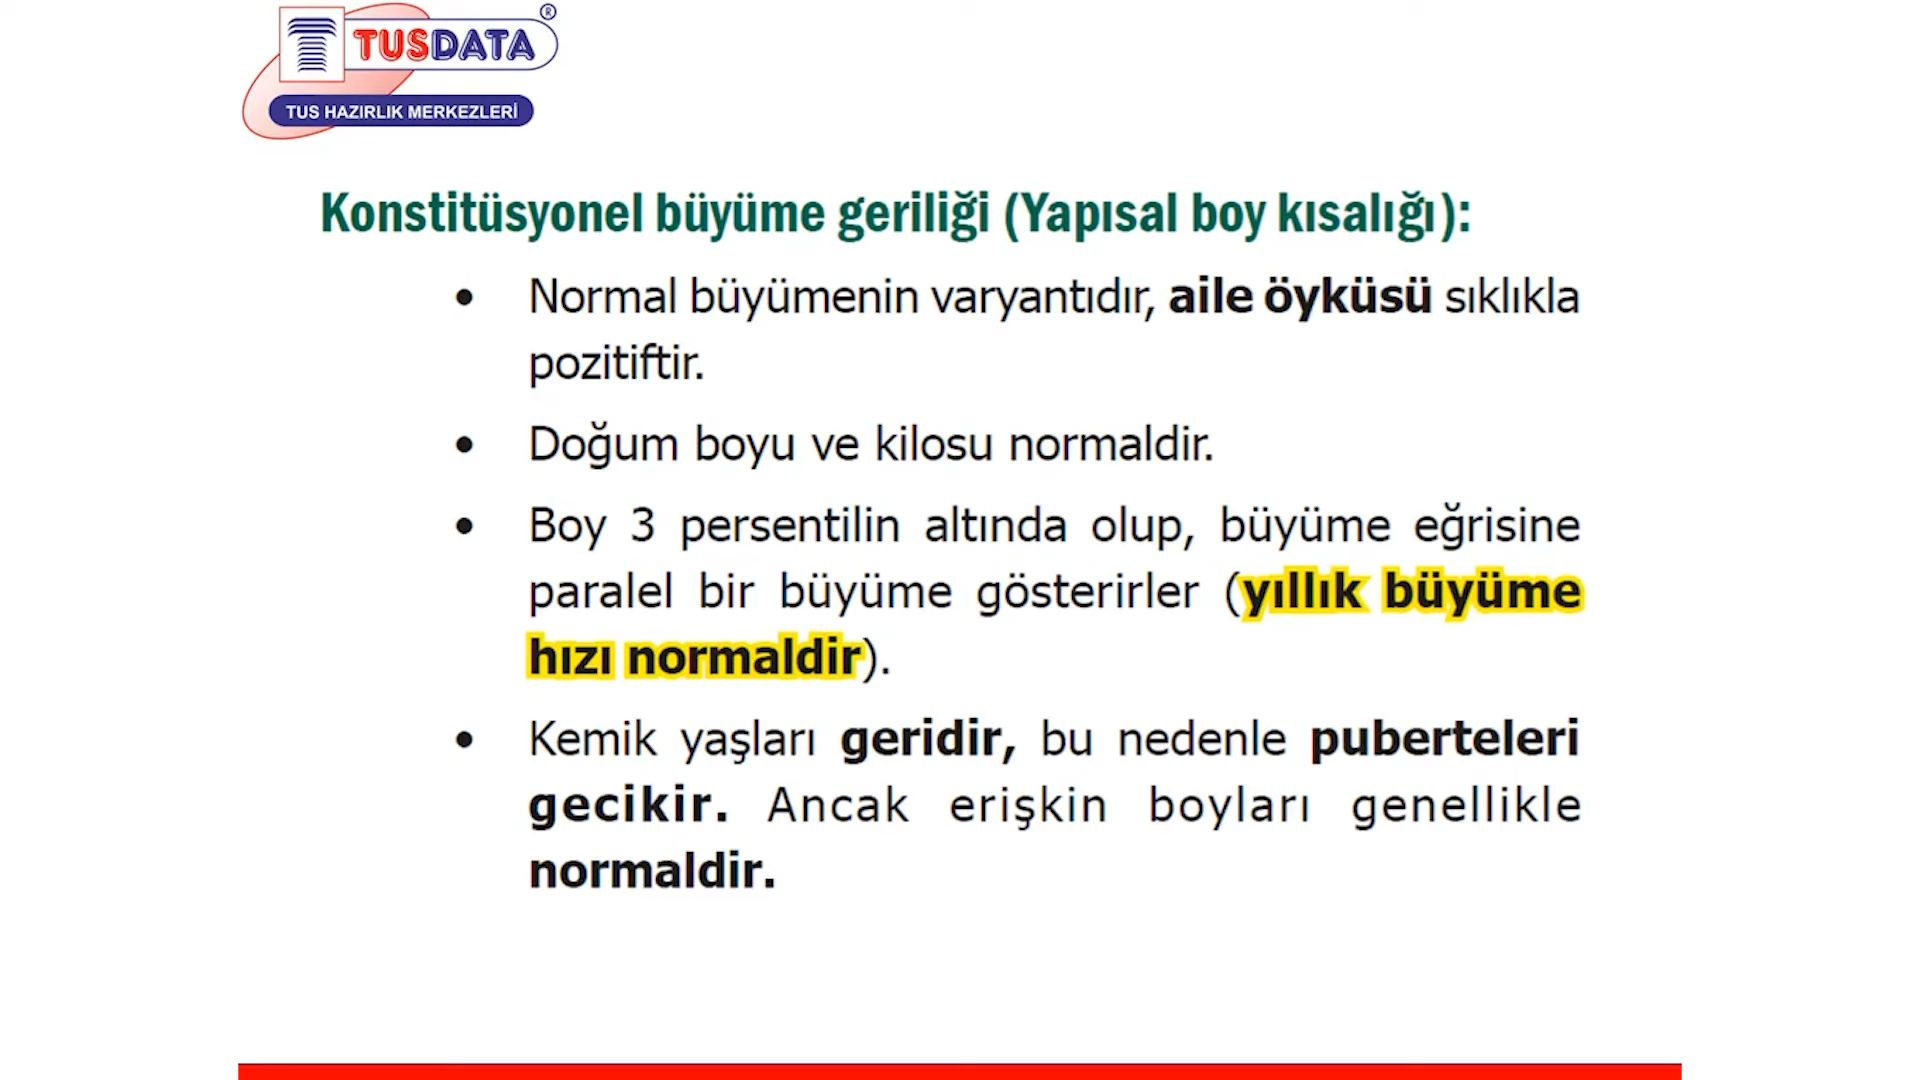 TUSDATA®
TUS HAZIRLIK MERKEZLERİ
Konstitüsyonel büyüme geriliği (Yapısal boy kısalığı):
• Normal büyümenin varyantıdır, aile öyküsü sıklıkla
pozitiftir.
• Doğum boyu ve kilosu normaldir.
• Boy 3 persentilin altında olup, büyüme eğrisine
paralel bir büyüme gösterirler (yıllık büyüme
hızı normaldir).
• Kemik yaşları geridir, bu nedenle puberteleri
gecikir. Ancak erişkin boyları genellikle
normaldir.